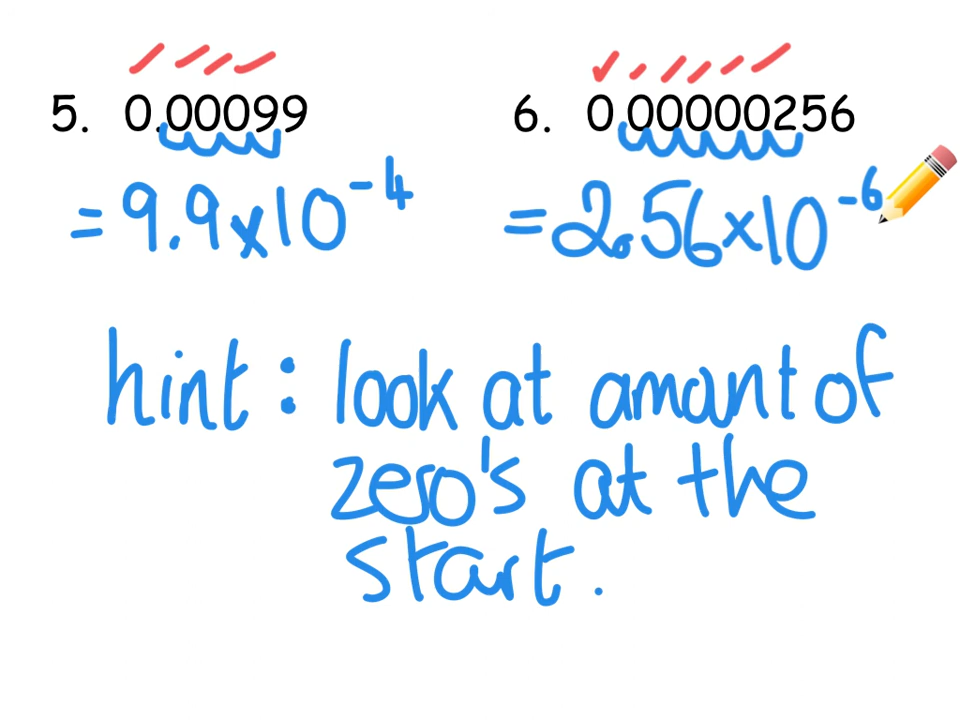 5. 0.00099
6. 0.00000256
= 9.9x10^-4
= 2.56x10^-6
hint: look at amant of
zero's at the
start.